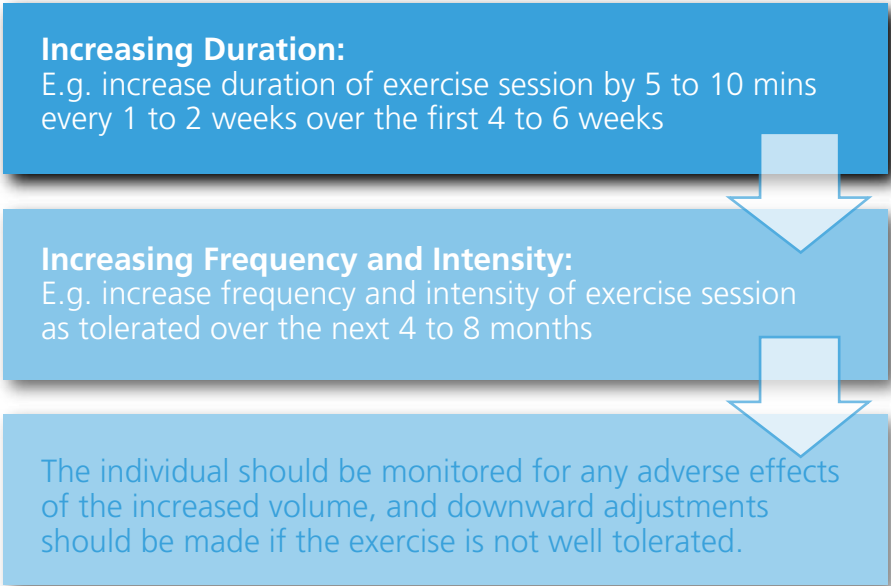 Increasing Duration:
E.g. increase duration of exercise session by 5 to 10 mins
every 1 to 2 weeks over the first 4 to 6 weeks
Increasing Frequency and Intensity:
E.g. increase frequency and intensity of exercise session
as tolerated over the next 4 to 8 months
The individual should be monitored for any adverse effects
of the increased volume, and downward adjustments
should be made if the exercise is not well tolerated.